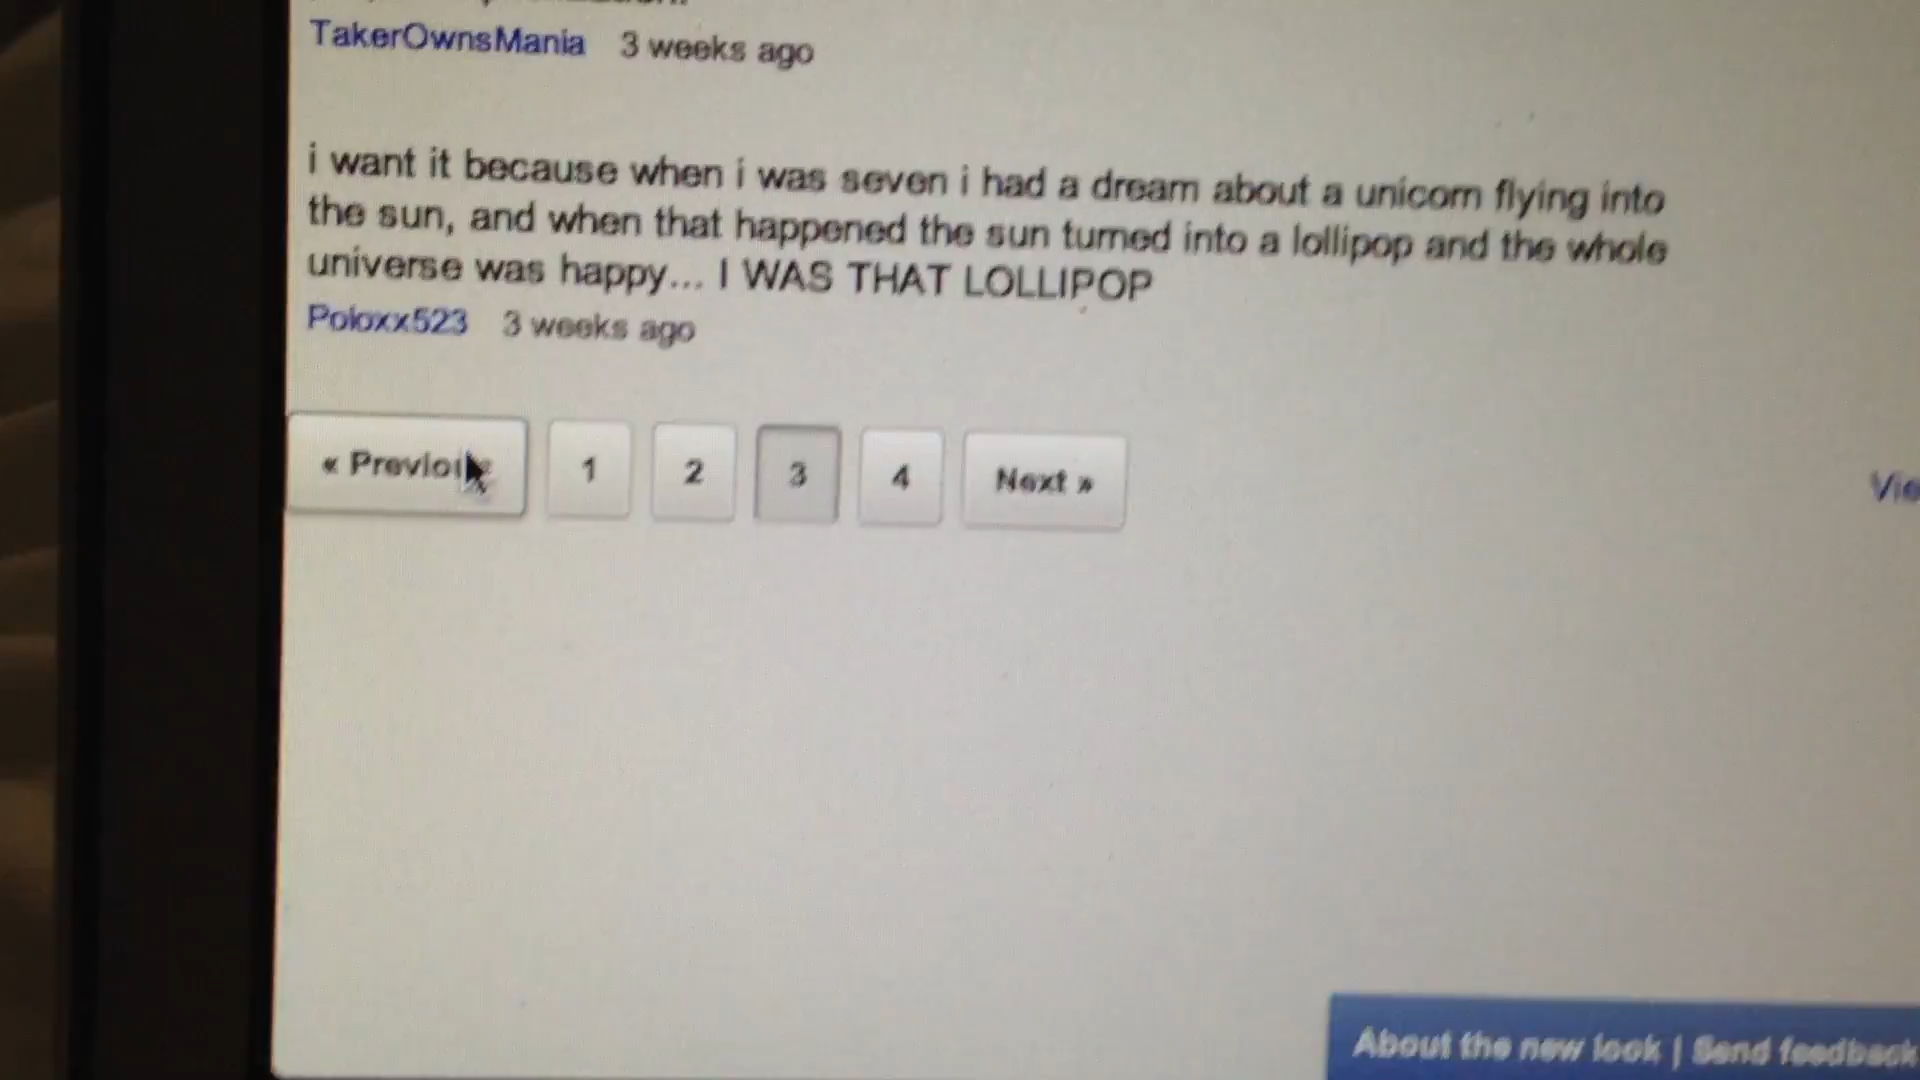 TakerOwnsMania 3 weeks ago
i want it because when i was seven i had a dream about a unicorn flying into
the sun, and when that happened the sun turned into a lollipop and the whole
universe was happy... I WAS THAT LOLLIPOP
Poloxx523 3 weeks ago
« Previous 1 2 3 4 Next »
Vie
About the new look | Send feedback